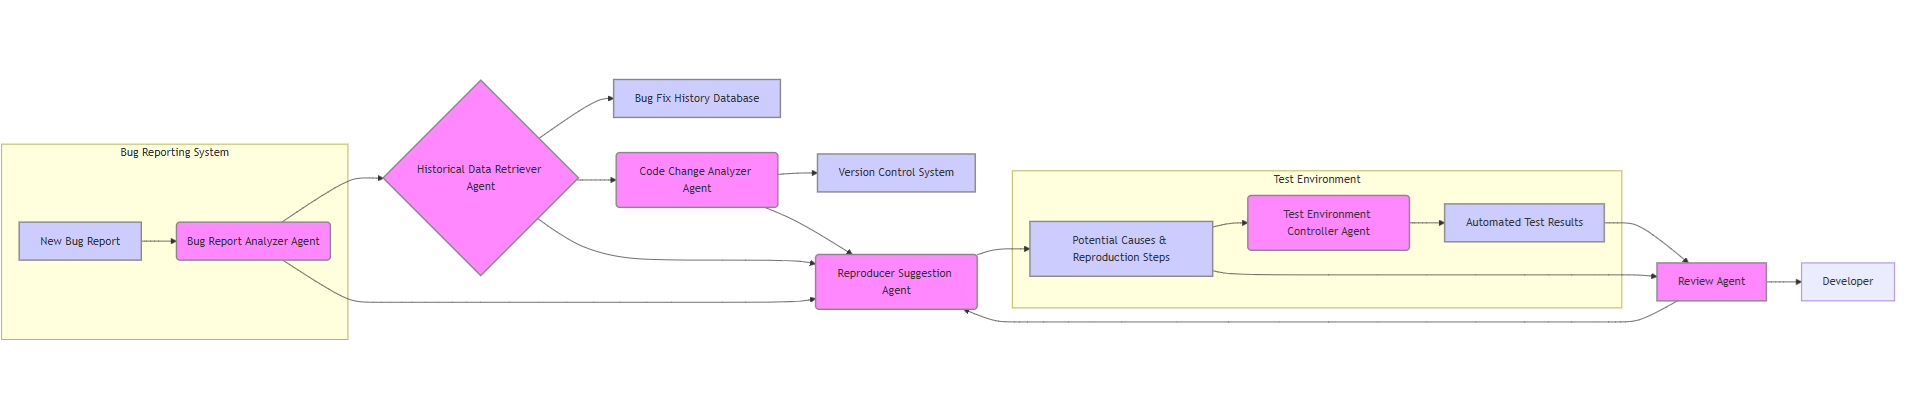 Bug Reporting System
New Bug Report
Bug Report Analyzer Agent
Historical Data Retriever
Agent
Bug Fix History Database
Code Change Analyzer
Agent
Version Control System
Reproducer Suggestion
Agent
Test Environment
Potential Causes &
Reproduction Steps
Test Environment
Controller Agent
Automated Test Results
Review Agent
Developer